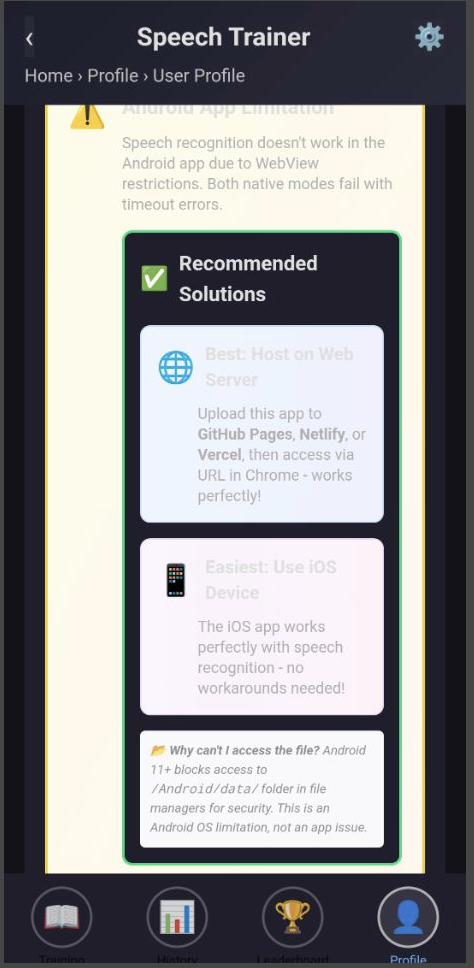 ‹ Speech Trainer
Home › Profile › User Profile
Android App Limitation
Speech recognition doesn't work in the
Android app due to WebView
restrictions. Both native modes fail with
timeout errors.
Recommended
Solutions
Best: Host on Web
Server
Upload this app to
GitHub Pages, Netlify, or
Vercel, then access via
URL in Chrome - works
perfectly!
Easiest: Use iOS
Device
The iOS app works
perfectly with speech
recognition - no
workarounds needed!
Why can't I access the file? Android
11+ blocks access to
/Android/data/ folder in file
managers for security. This is an
Android OS limitation, not an app issue.
Training History Leaderboard Profile